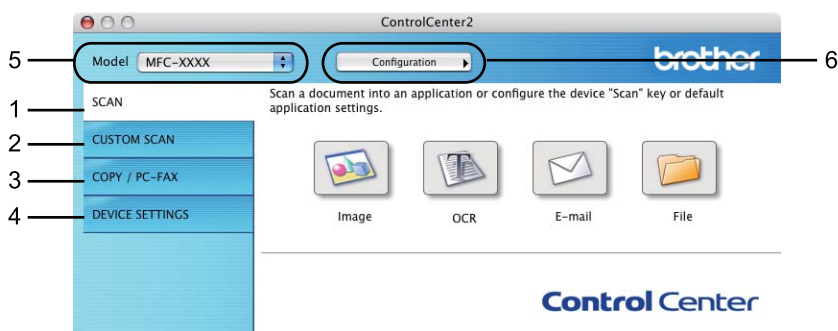 ControlCenter2
5
Model MFC-XXXX
Configuration
brother
6
1
SCAN
Scan a document into an application or configure the device "Scan" key or default
application settings.
2
CUSTOM SCAN
3
COPY / PC-FAX
4
DEVICE SETTINGS
Image
OCR
E-mail
File
Control Center